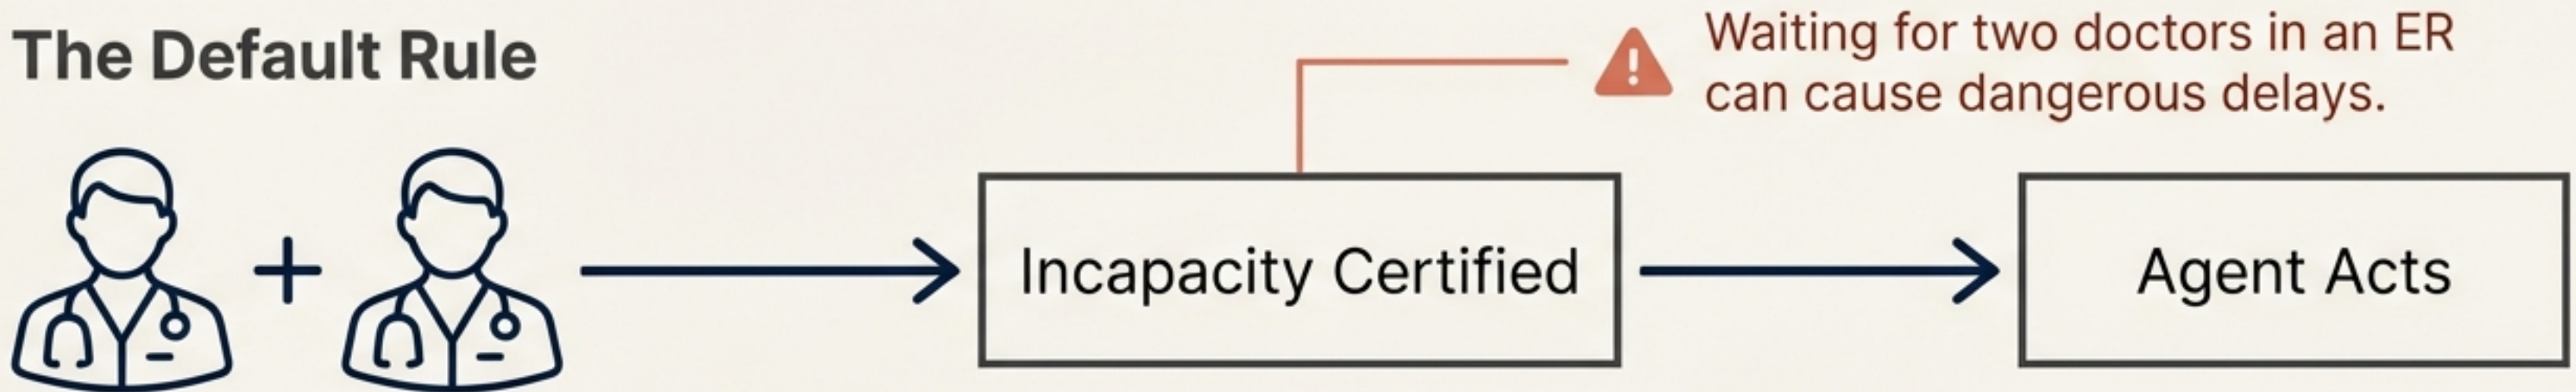 The Default Rule
Waiting for two doctors in an ER
can cause dangerous delays.
Incapacity Certified
Agent Acts